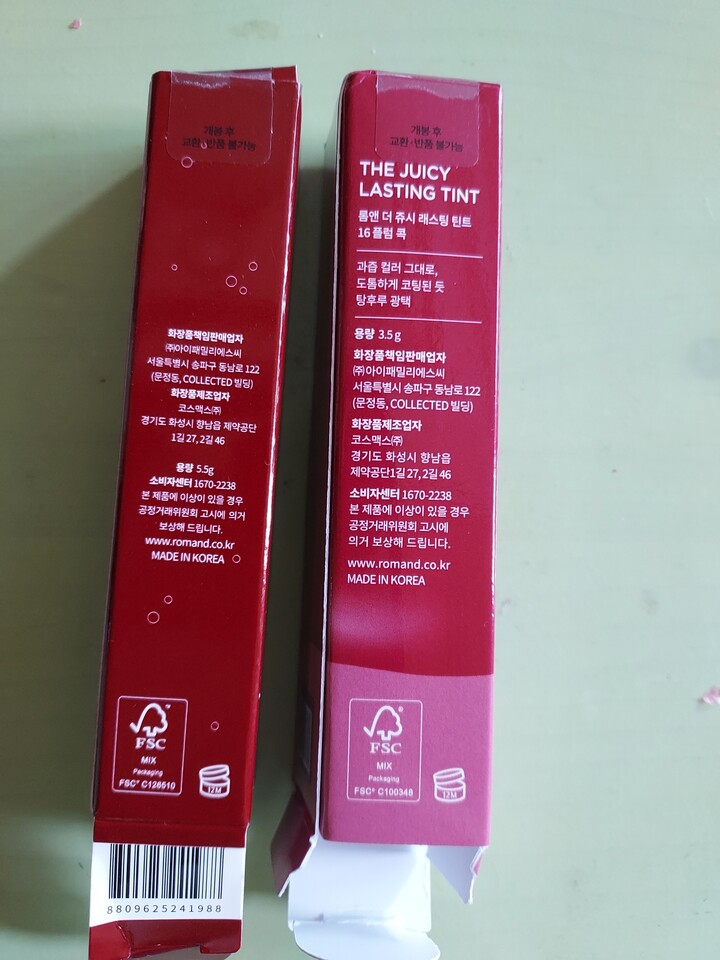 개봉 후
교환·반품 불가능
화장품책임판매업자
㈜아이패밀리에스씨
서울특별시 송파구 동남로 122
(문정동, COLLECTED 빌딩)
화장품제조업자
코스맥스㈜
경기도 화성시 향남읍 제약공단
1길 27, 2길 46
용량 5.5g
소비자센터 1670-2238
본 제품에 이상이 있을 경우
공정거래위원회 고시에 의거
보상해 드립니다.
www.romand.co.kr
MADE IN KOREA
FSC™
MIX
Packaging
FSC® C126610
12M
8809625241988
개봉 후
교환·반품 불가능
THE JUICY
LASTING TINT
롬앤 더 쥬시 래스팅 틴트
16 플럼 콕
과즙 컬러 그대로,
도톰하게 코팅된 듯
탕후루 광택
용량 3.5 g
화장품책임판매업자
㈜아이패밀리에스씨
서울특별시 송파구 동남로 122
(문정동, COLLECTED 빌딩)
화장품제조업자
코스맥스㈜
경기도 화성시 향남읍
제약공단1길 27, 2길 46
소비자센터 1670-2238
본 제품에 이상이 있을 경우
공정거래위원회 고시에
의거 보상해 드립니다.
www.romand.co.kr
MADE IN KOREA
FSC
MIX
Packaging
FSC® C100348
12M